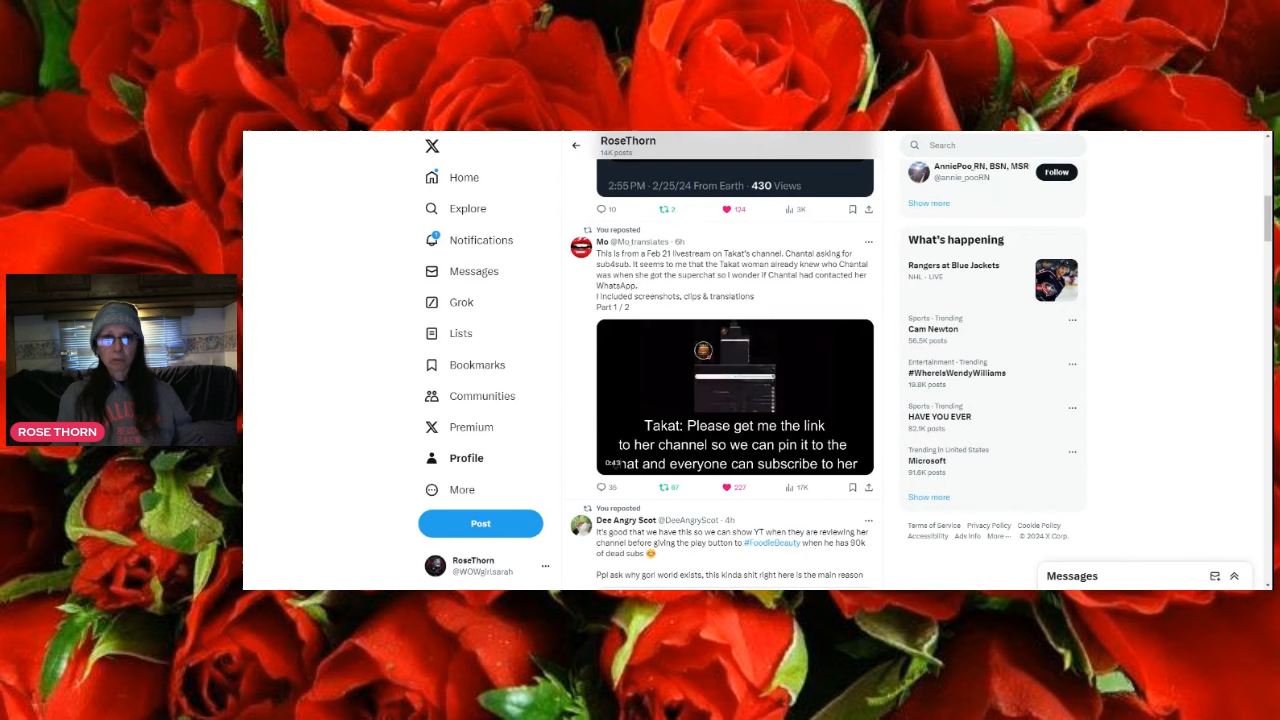 ROSE THORN
Home
Explore
1
Notifications
Messages
Grok
Lists
Bookmarks
Communities
Premium
Profile
More
Post
RoseThorn
@WOWgirlsarah
RoseThorn
14K posts
2:55 PM · 2/25/24 From Earth · 430 Views
10 2 124 3K
You reposted
Mo @Mo_translates · 6h
This is from a Feb 21 livestream on Takat's channel. Chantal asking for
sub4sub. It seems to me that the Takat woman already knew who Chantal
was when she got the superchat so I wonder if Chantal had contacted her
WhatsApp.
I included screenshots, clips & translations
Part 1 / 2
Takat: Please get me the link
to her channel so we can pin it to the
hat and everyone can subscribe to her
0:43
35 87 227 17K
You reposted
Dee Angry Scot @DeeAngryScot · 4h
It's good that we have this so we can show YT when they are reviewing her
channel before giving the play button to #FoodieBeauty when he has 90k
of dead subs
Ppl ask why gorl world exists, this kinda shit right here is the main reason
Search
AnniePoo_RN, BSN, MSR
@annie_pooRN
Follow
Show more
What's happening
Rangers at Blue Jackets
NHL · LIVE
Sports · Trending
Cam Newton
56.5K posts
Entertainment · Trending
#WhereIsWendyWilliams
19.8K posts
Sports · Trending
HAVE YOU EVER
82.1K posts
Trending in United States
Microsoft
91.6K posts
Show more
Terms of Service Privacy Policy Cookie Policy
Accessibility Ads info More ··· © 2024 X Corp.
Messages